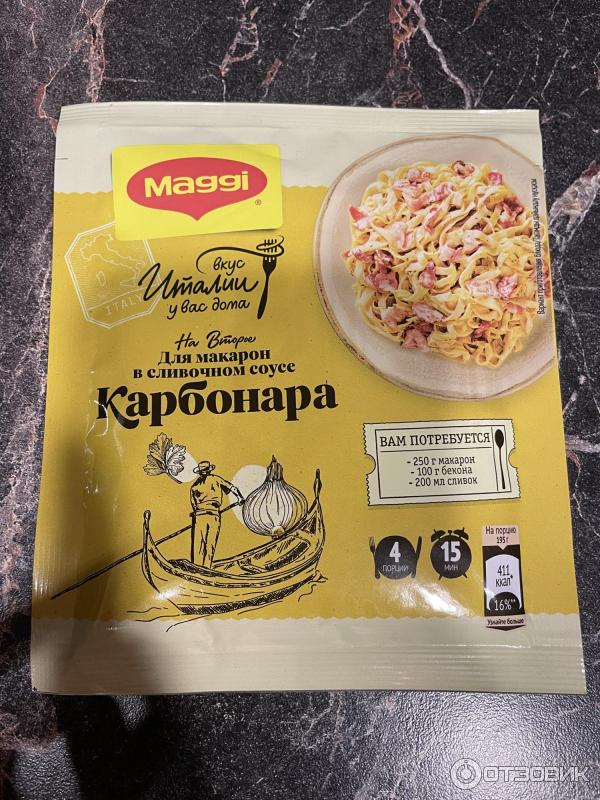 Maggi
®
ITALY
вкус
Италии
у вас дома
На Второе
Для макарон
в сливочном соусе
Карбонара
ВАМ ПОТРЕБУЕТСЯ
- 250 г макарон
- 100 г бекона
- 200 мл сливок
4
ПОРЦИИ
15
МИН
На порцию
195 г
411
ккал*
16%**
Узнайте больше
ОТЗОВИК